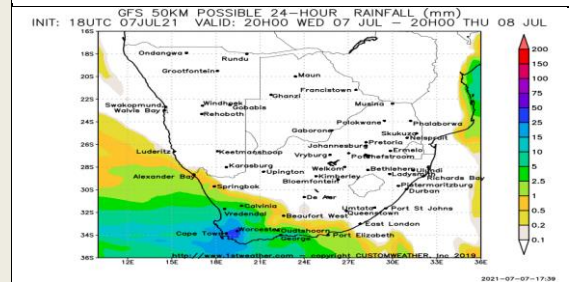 GFS 50KM POSSIBLE 24-HOUR RAINFALL (mm)
INIT: 18UTC 07JUL21 VALID: 20H00 WED 07 JUL - 20H00 THU 08 JUL
16S
Ondangwa
Rundu
18S
Grootfontein
Maun
20S
Francistown
Ghanzi
22S
Musina
Swakopmund
Windhoek
Gobabis
Walvis Bay
Rehoboth
Polokwane
Phalaborwa
24S
Gaborone
Skukuza
Nelspruit
Pretoria
Johannesburg
Ermelo
26S
Luderitz
Keetmanshoop
Vryburg
Potchefstroom
Karasburg
Upington
Welkom
Bethlehem
Ulundi
28S
Alexander Bay
Kimberley
Ladysmith
Richards Bay
Springbok
Bloemfontein
Pietermaritzburg
Durban
30S
De Aar
Calvinia
Umtata
Port St Johns
32S
Vredendal
Beaufort West
Queenstown
East London
Cape Town
Worcester
Oudtshoorn
34S
George
Port Elizabeth
http://www.1stweather.com - copyright CUSTOMWEATHER, Inc 2019
36S
12E 15E 18E 21E 24E 27E 30E 33E 36E
200
150
100
75
50
25
15
10
5
2.5
1
0.5
0.2
0.1
2021-07-07-17:39